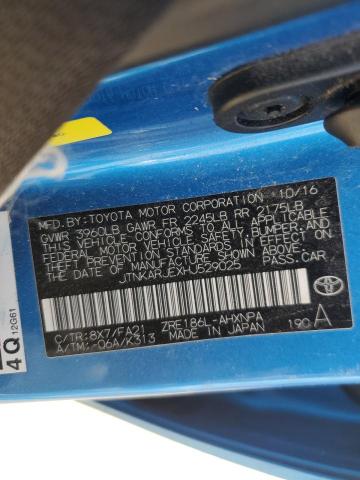 MFD. BY: TOYOTA MOTOR CORPORATION 10/16
GVWR 3960LB GAWR FR 2245LB RR 2175LB
THIS VEHICLE CONFORMS TO ALL APPLICABLE
FEDERAL MOTOR VEHICLE SAFETY, BUMPER,
AND THEFT PREVENTION STANDARDS IN EFFECT ON
THE DATE OF MANUFACTURE SHOWN ABOVE.
JTNKARJEXHJ529025 PASS.CAR
C/TR: 8X7/FA21 ZRE186L-AHXNPA
A/TM: -06A/K313 MADE IN JAPAN 190 A
TOYOTA
4Q 12G61